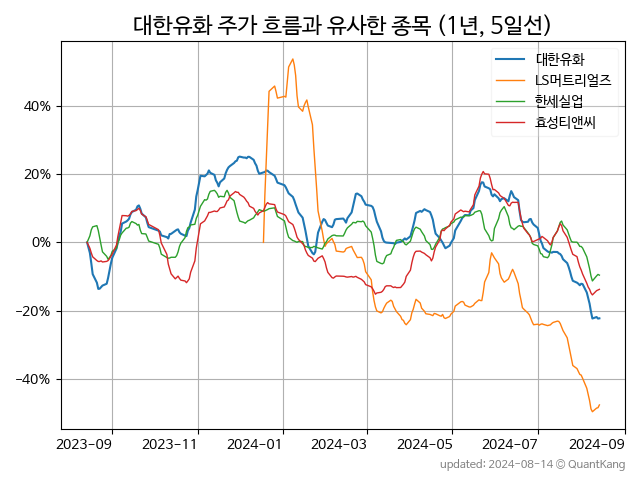 대한유화 주가 흐름과 유사한 종목 (1년, 5일선)
대한유화
LS머트리얼즈
한세실업
효성티앤씨
40%
20%
0%
−20%
−40%
2023-09 2023-11 2024-01 2024-03 2024-05 2024-07 2024-09
updated: 2024-08-14 © QuantKang